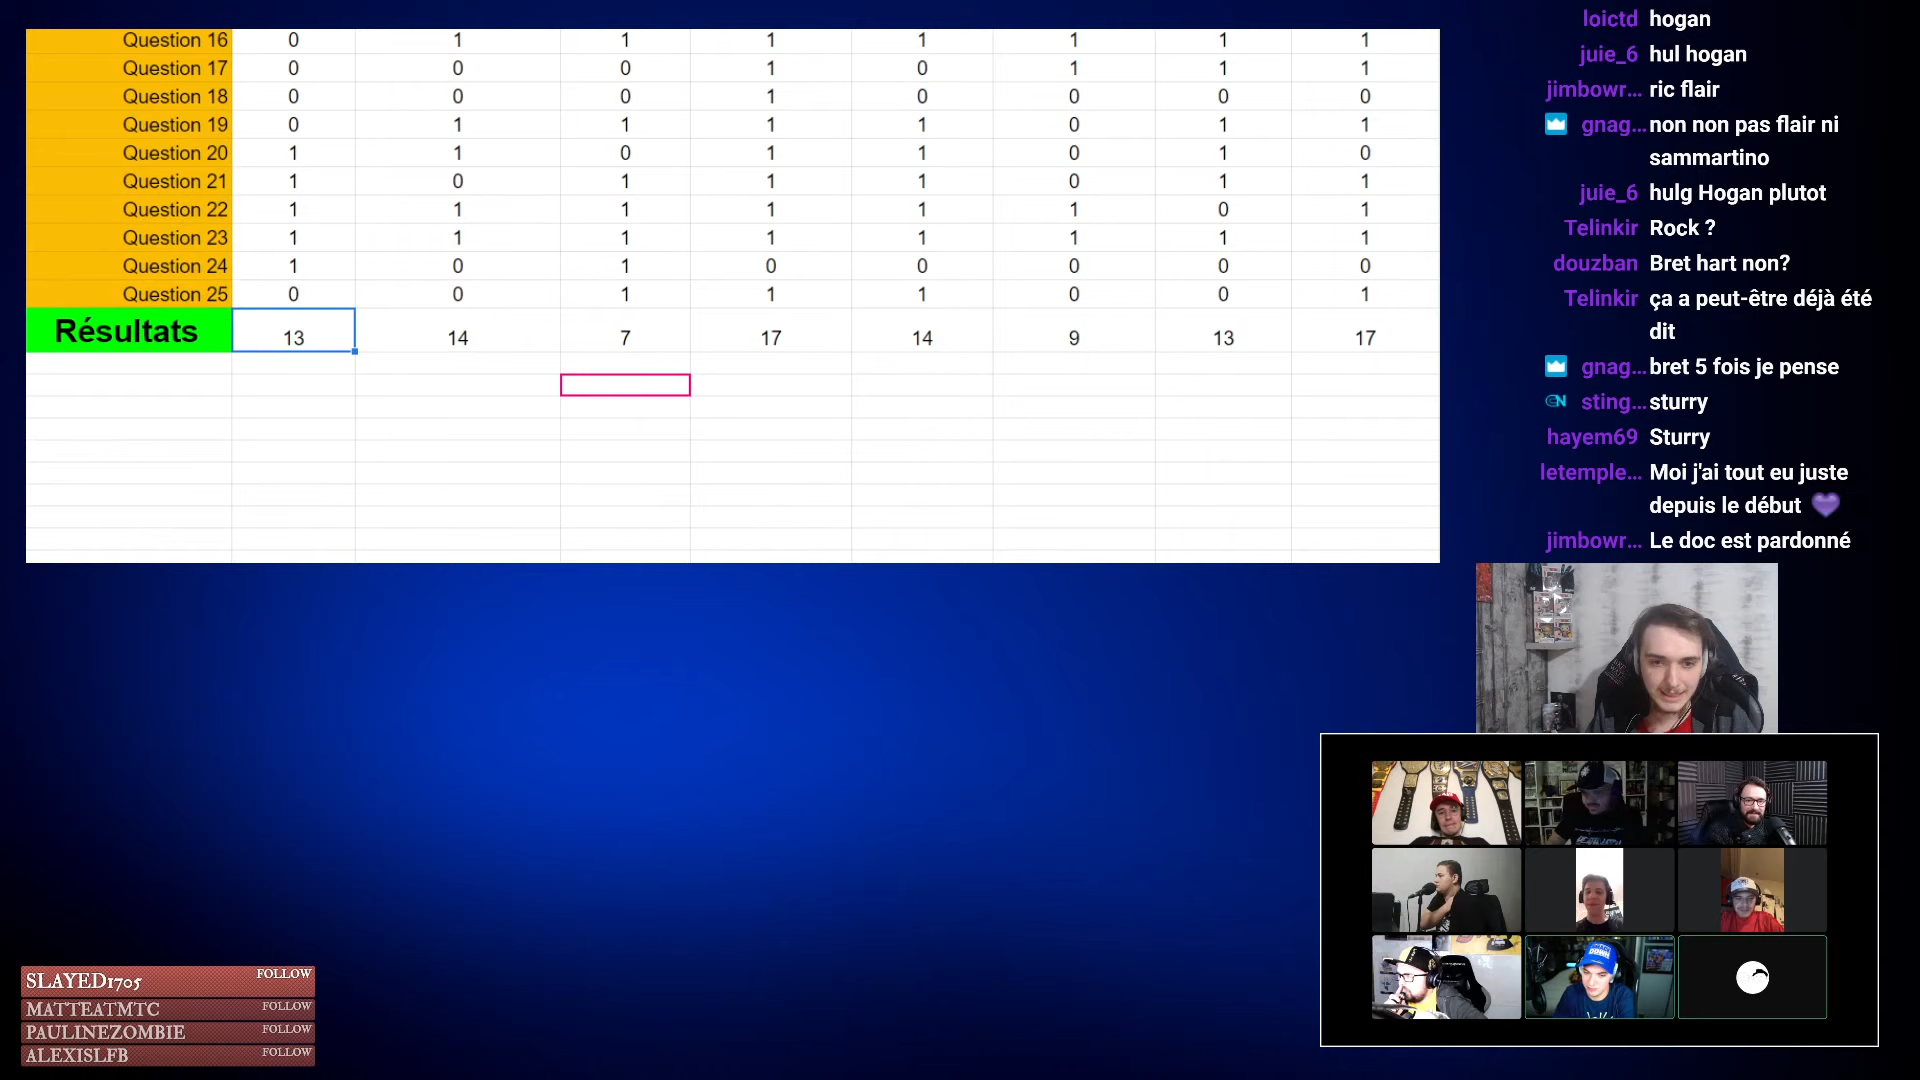 Question 16 0 1 1 1 1 1 1 1
Question 17 0 0 0 1 0 1 1 1
Question 18 0 0 0 1 0 0 0 0
Question 19 0 1 1 1 1 0 1 1
Question 20 1 1 0 1 1 0 1 0
Question 21 1 0 1 1 1 0 1 1
Question 22 1 1 1 1 1 1 0 1
Question 23 1 1 1 1 1 1 1 1
Question 24 1 0 1 0 0 0 0 0
Question 25 0 0 1 1 1 0 0 1
Résultats 13 14 7 17 14 9 13 17
loictd hogan
juie_6 hul hogan
jimbowr... ric flair
gnag... non non pas flair ni
sammartino
juie_6 hulg Hogan plutot
Telinkir Rock ?
douzban Bret hart non?
Telinkir ça a peut-être déjà été
dit
gnag... bret 5 fois je pense
sting... sturry
hayem69 Sturry
letemple... Moi j'ai tout eu juste
depuis le début
jimbowr... Le doc est pardonné
SLAYED1705 FOLLOW
MATTEATMTC FOLLOW
PAULINEZOMBIE FOLLOW
ALEXISLFB FOLLOW